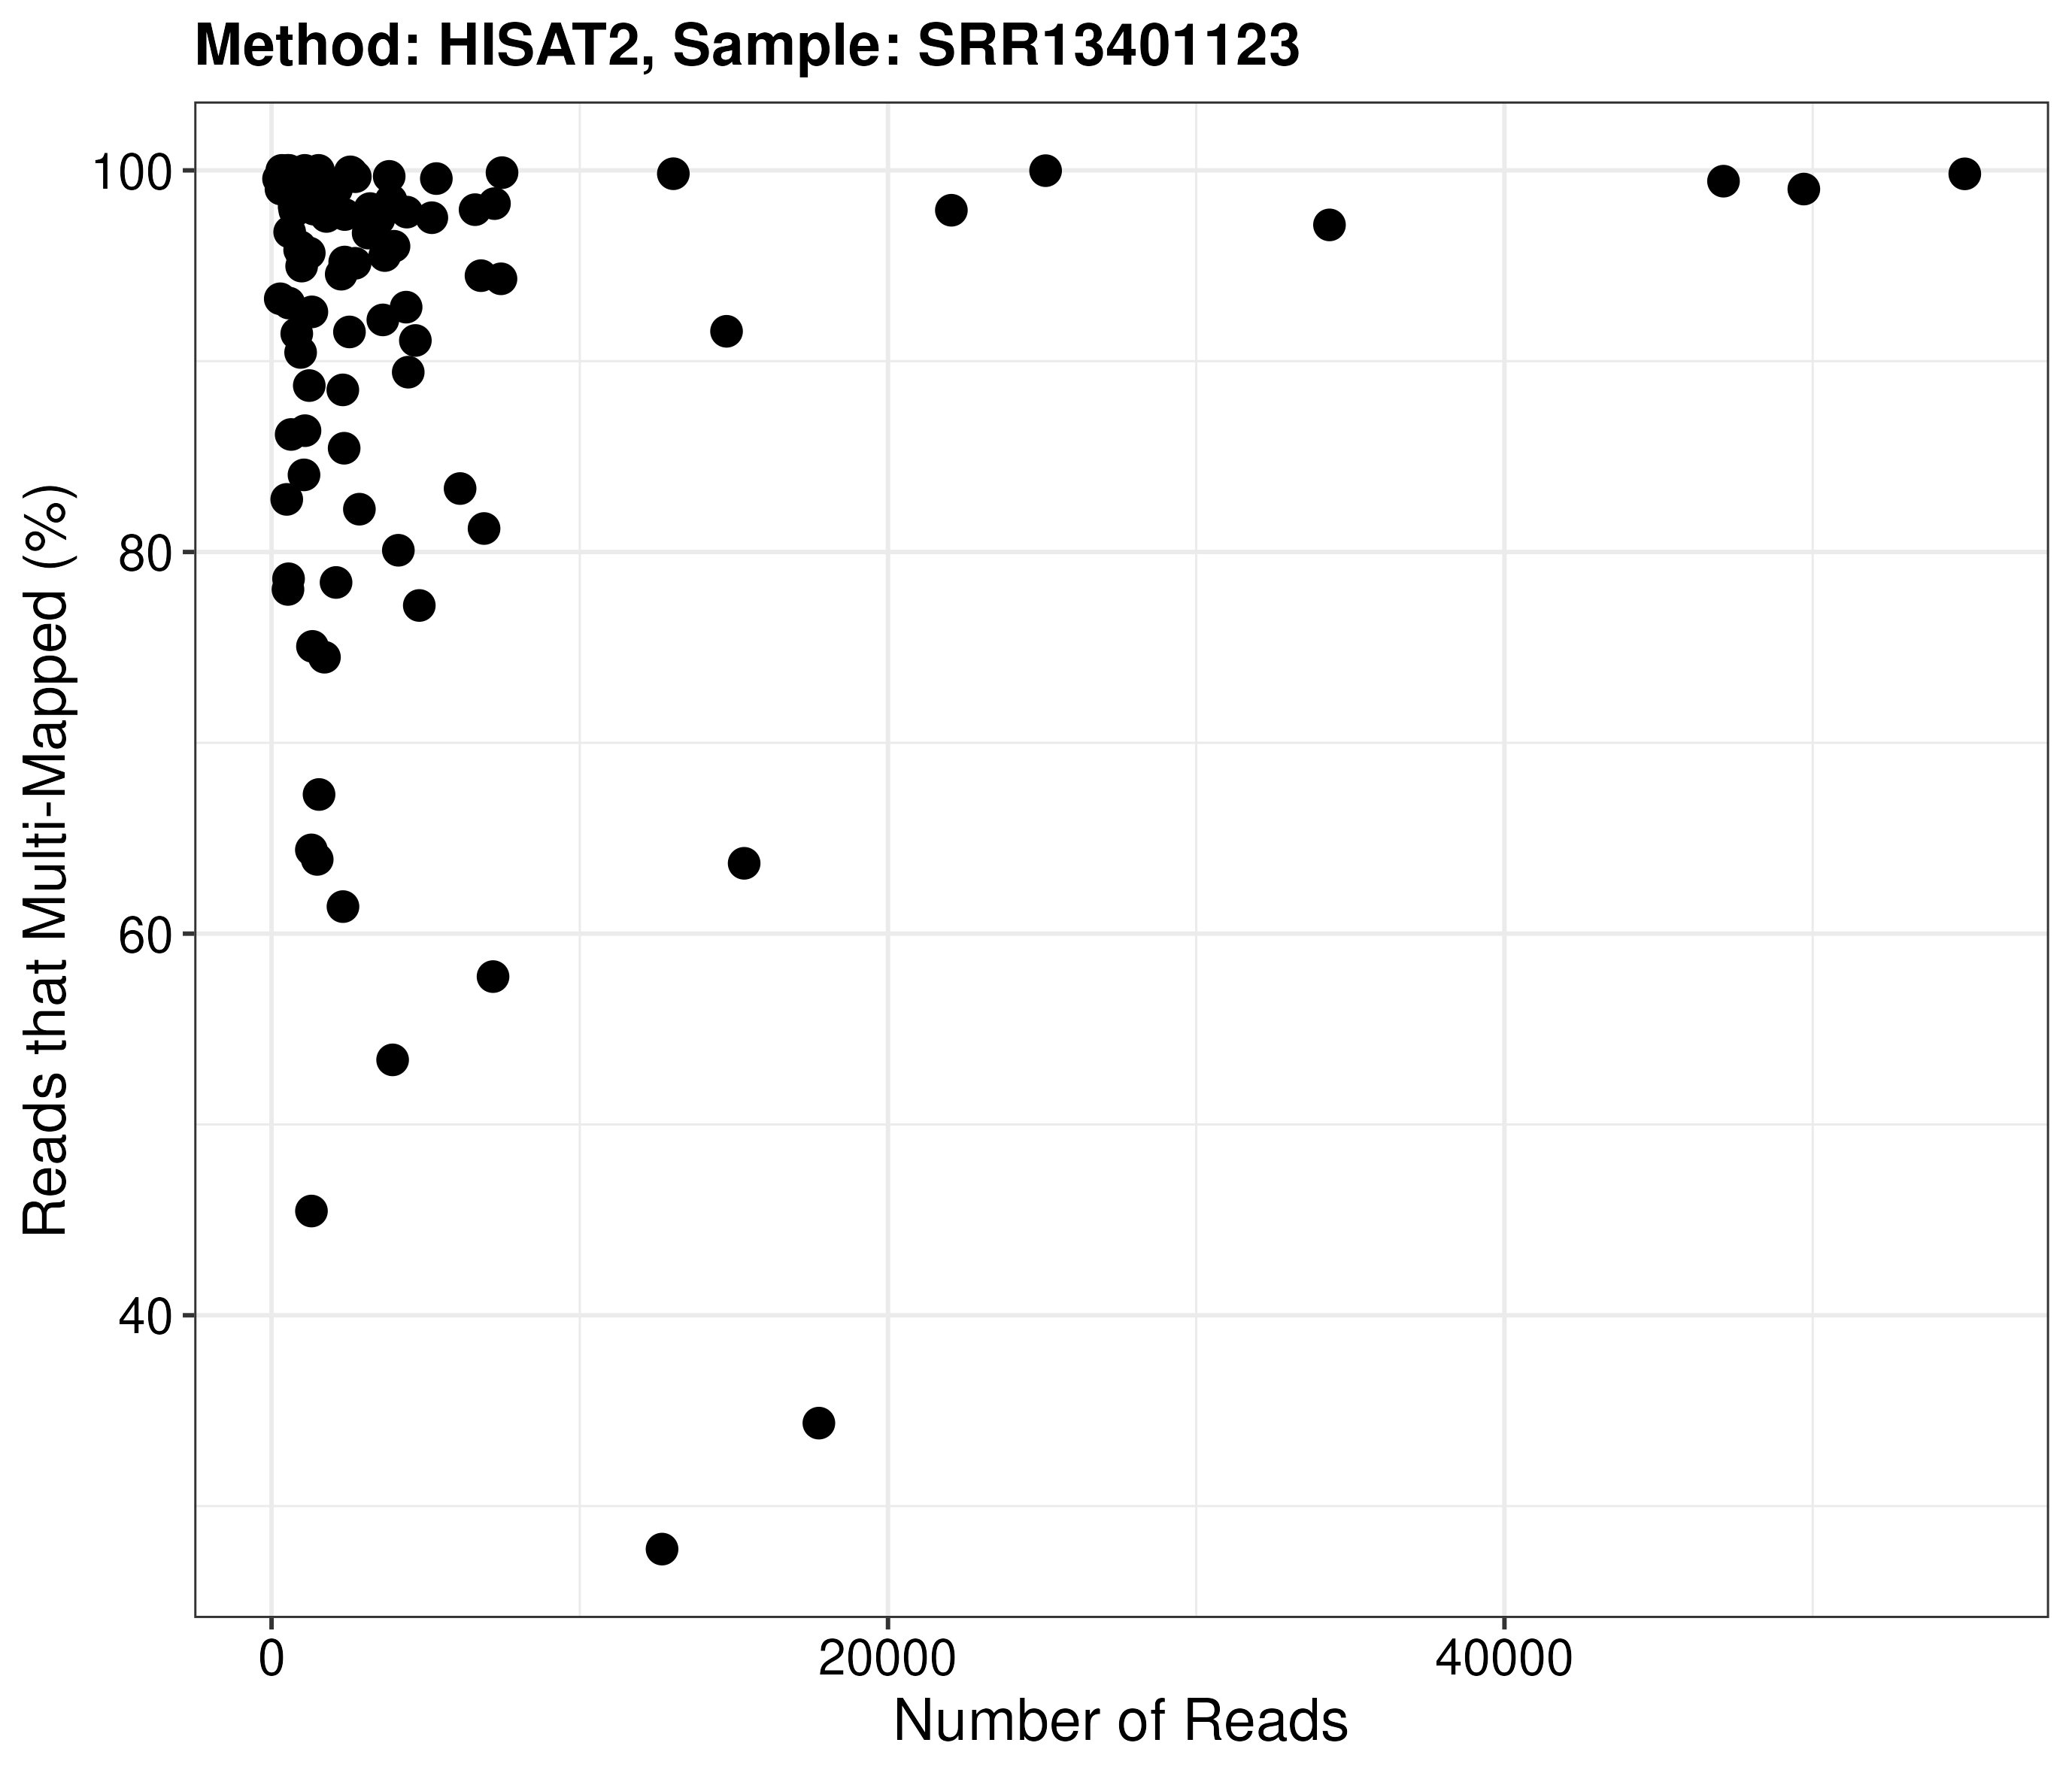 Method: HISAT2, Sample: SRR13401123
Reads that Multi-Mapped (%)
100
80
60
40
0
20000
40000
Number of Reads